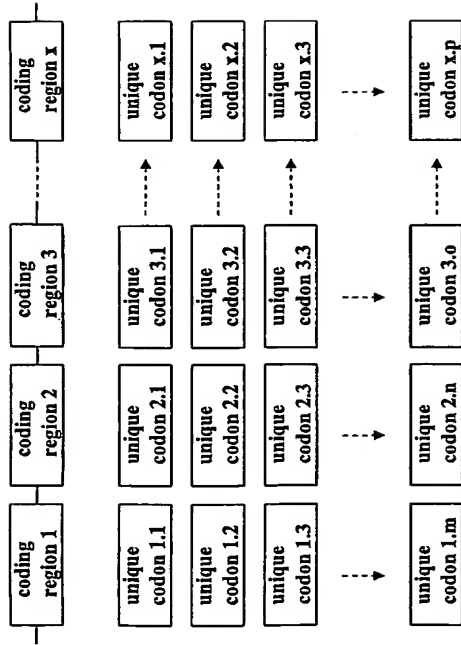 coding
region 1
coding
region 2
coding
region 3
coding
region x
unique
codon 1.1
unique
codon 2.1
unique
codon 3.1
unique
codon x.1
unique
codon 1.2
unique
codon 2.2
unique
codon 3.2
unique
codon x.2
unique
codon 1.3
unique
codon 2.3
unique
codon 3.3
unique
codon x.3
unique
codon 1.m
unique
codon 2.n
unique
codon 3.o
unique
codon x.p